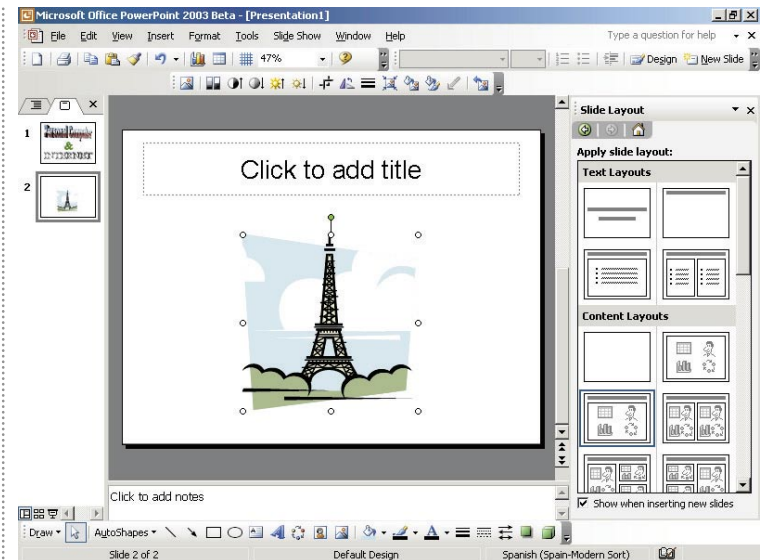 Microsoft Office PowerPoint 2003 Beta - [Presentation1]
File Edit View Insert Format Tools Slide Show Window Help
Type a question for help
47%
Design New Slide
Slide Layout
Apply slide layout:
Text Layouts
1
&
2
Click to add title
Content Layouts
Show when inserting new slides
Click to add notes
Draw AutoShapes
Slide 2 of 2 Default Design Spanish (Spain-Modern Sort)